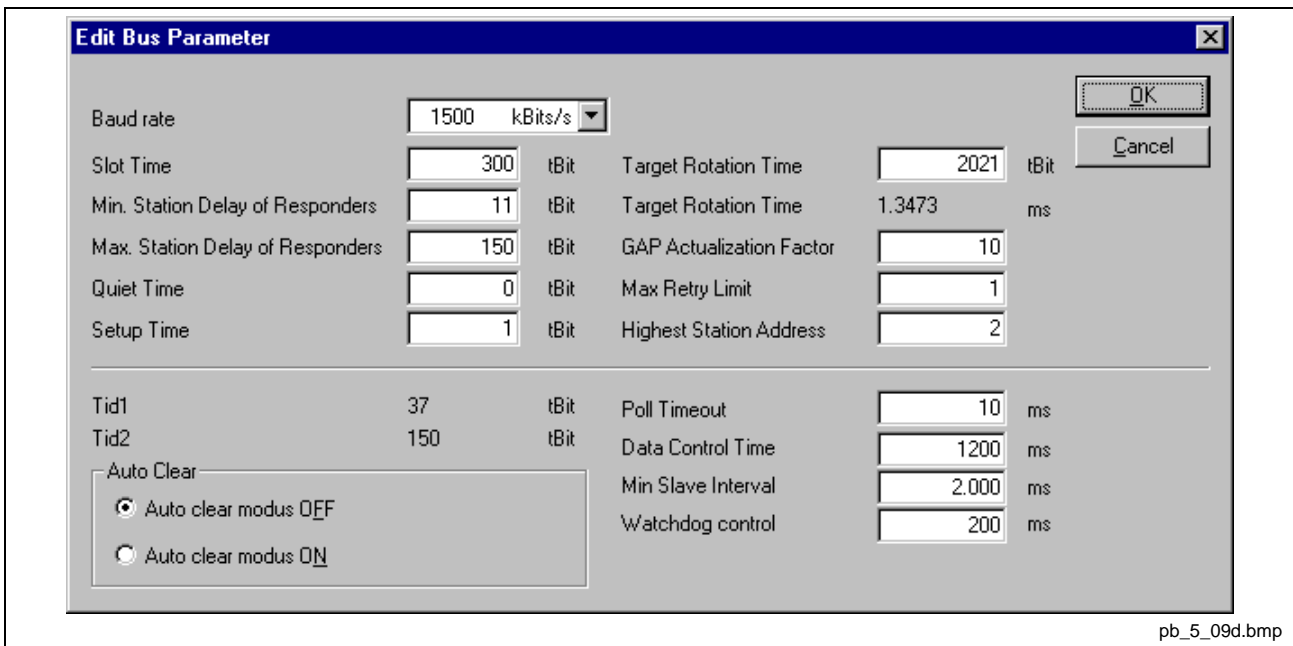 Edit Bus Parameter
OK
Baud rate 1500 kBits/s
Cancel
Slot Time 300 tBit Target Rotation Time 2021 tBit
Min. Station Delay of Responders 11 tBit Target Rotation Time 1.3473 ms
Max. Station Delay of Responders 150 tBit GAP Actualization Factor 10
Quiet Time 0 tBit Max Retry Limit 1
Setup Time 1 tBit Highest Station Address 2
Tid1 37 tBit Poll Timeout 10 ms
Tid2 150 tBit Data Control Time 1200 ms
Auto Clear Min Slave Interval 2.000 ms
Auto clear modus OFF Watchdog control 200 ms
Auto clear modus ON
pb_5_09d.bmp